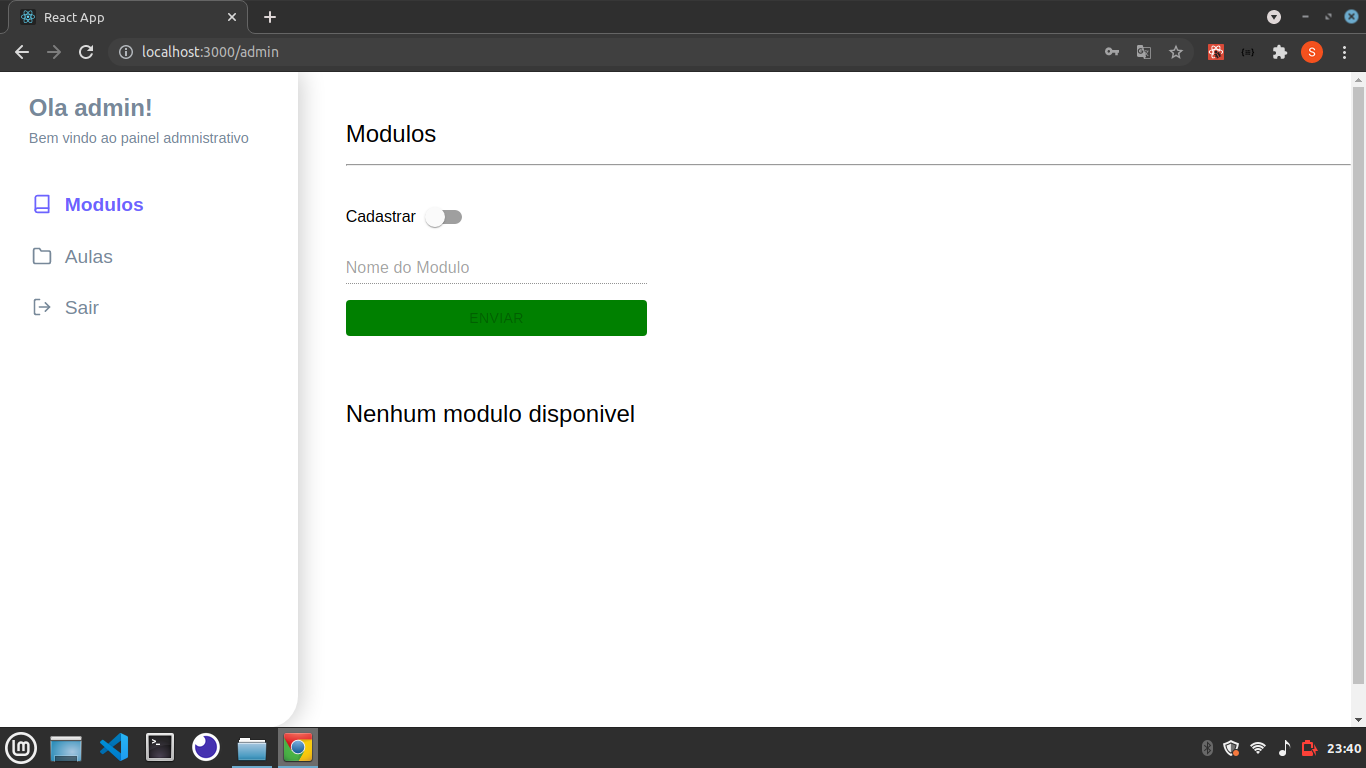 React App
localhost:3000/admin
S
Ola admin!
Bem vindo ao painel admnistrativo
Modulos
Aulas
Sair
Modulos
Cadastrar
Nome do Modulo
ENVIAR
Nenhum modulo disponivel
23:40